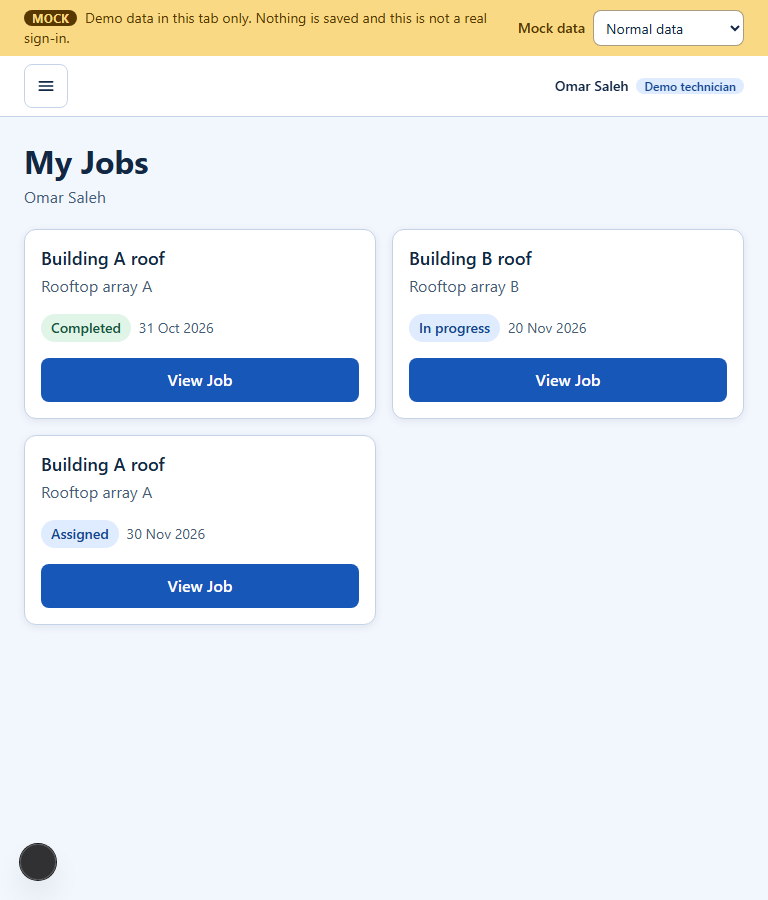 MOCK Demo data in this tab only. Nothing is saved and this is not a real
sign-in.
Mock data
Normal data
Omar Saleh Demo technician
My Jobs
Omar Saleh
Building A roof
Rooftop array A
Completed 31 Oct 2026
View Job
Building B roof
Rooftop array B
In progress 20 Nov 2026
View Job
Building A roof
Rooftop array A
Assigned 30 Nov 2026
View Job